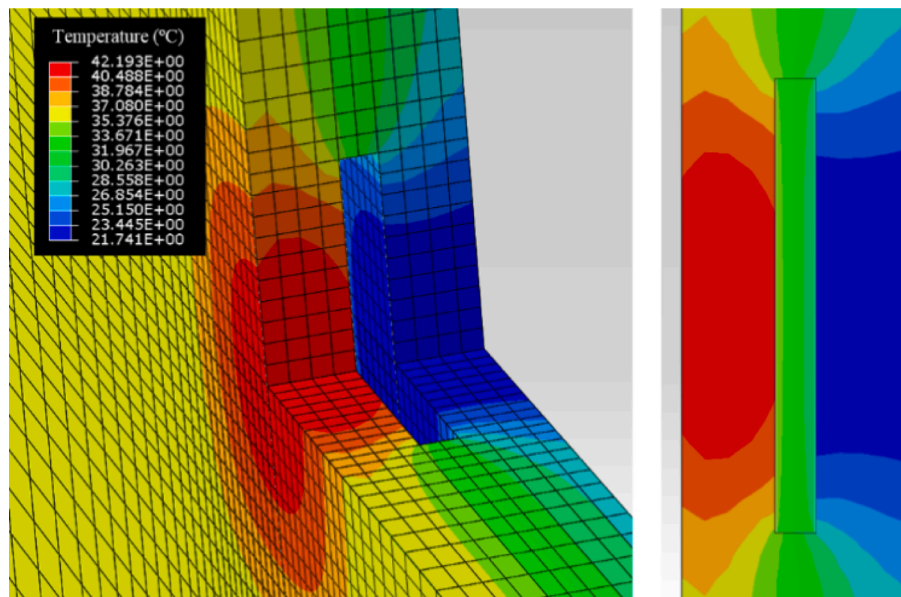 Temperature (ºC)
42.193E+00
40.488E+00
38.784E+00
37.080E+00
35.376E+00
33.671E+00
31.967E+00
30.263E+00
28.558E+00
26.854E+00
25.150E+00
23.445E+00
21.741E+00